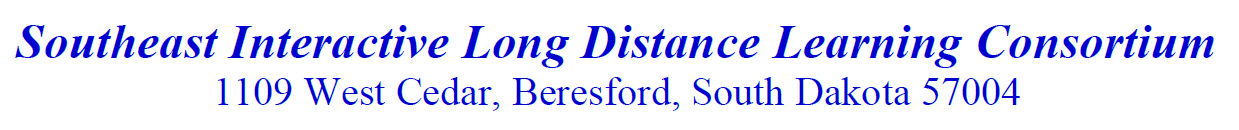 Southeast Interactive Long Distance Learning Consortium
1109 West Cedar, Beresford, South Dakota 57004